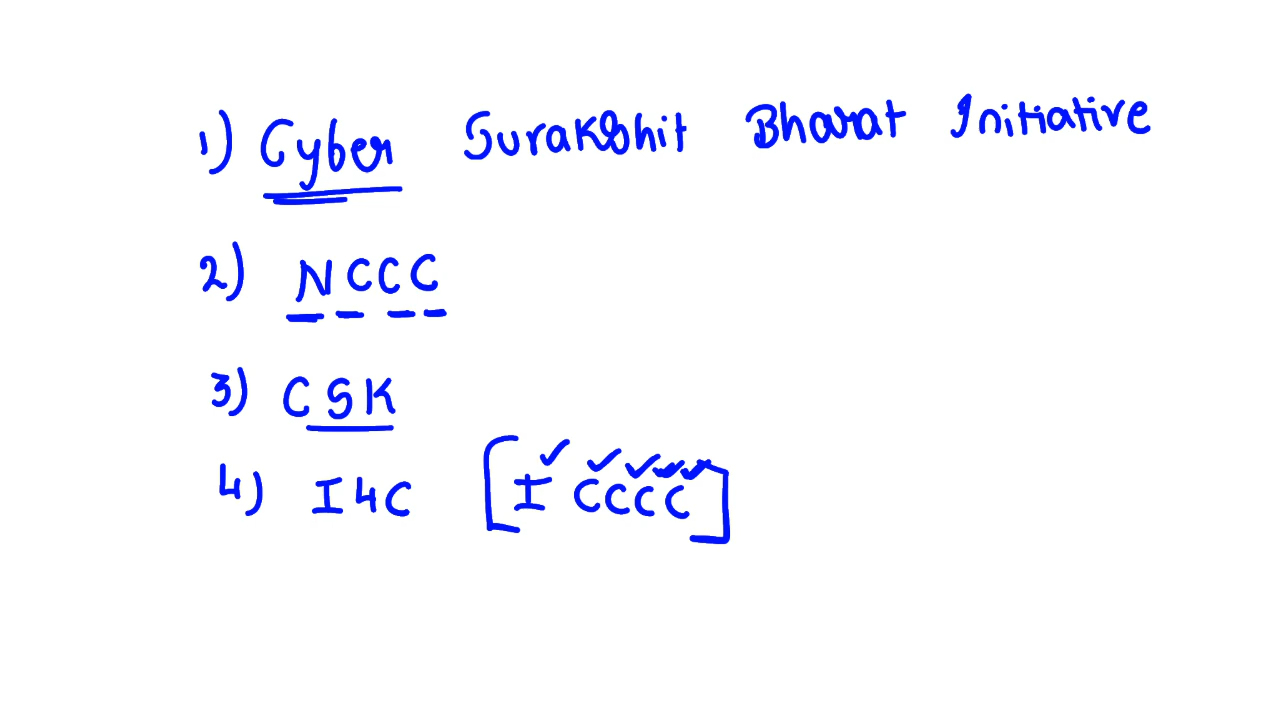 1) Cyber Surakshit Bharat Initiative
2) NCCC
3) CSK
4) I4C [I CCCC]